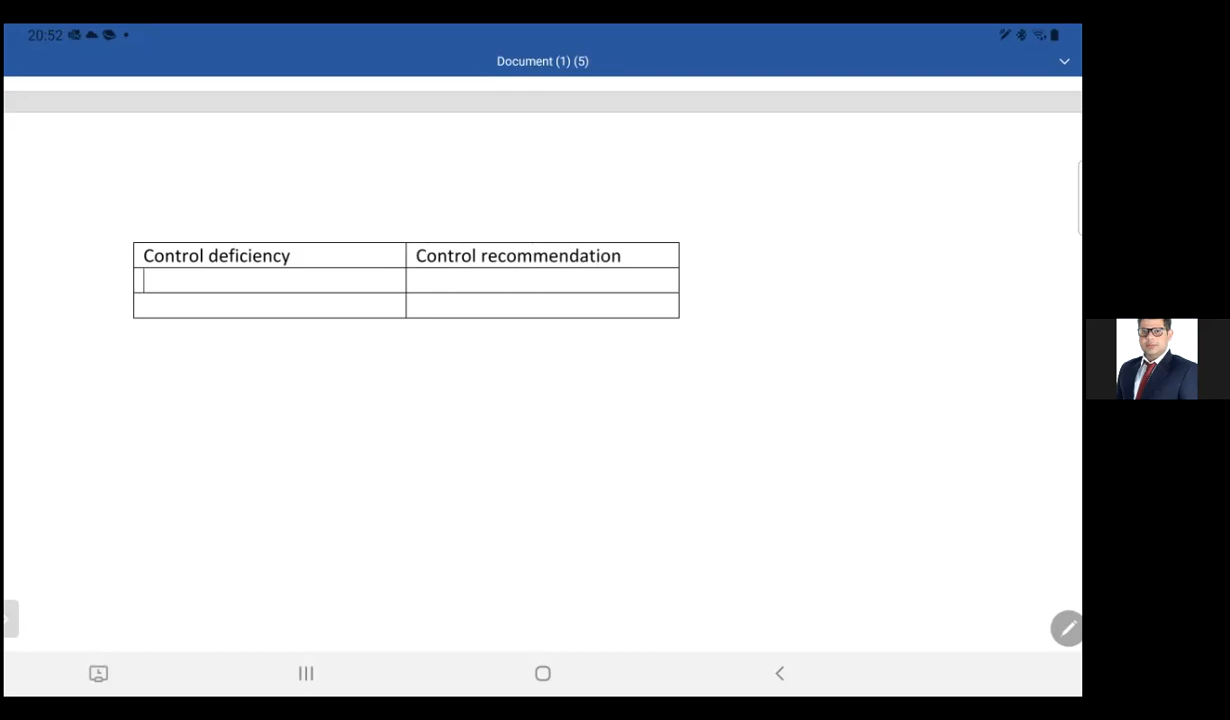 20:52
Document (1) (5)
Control deficiency
Control recommendation